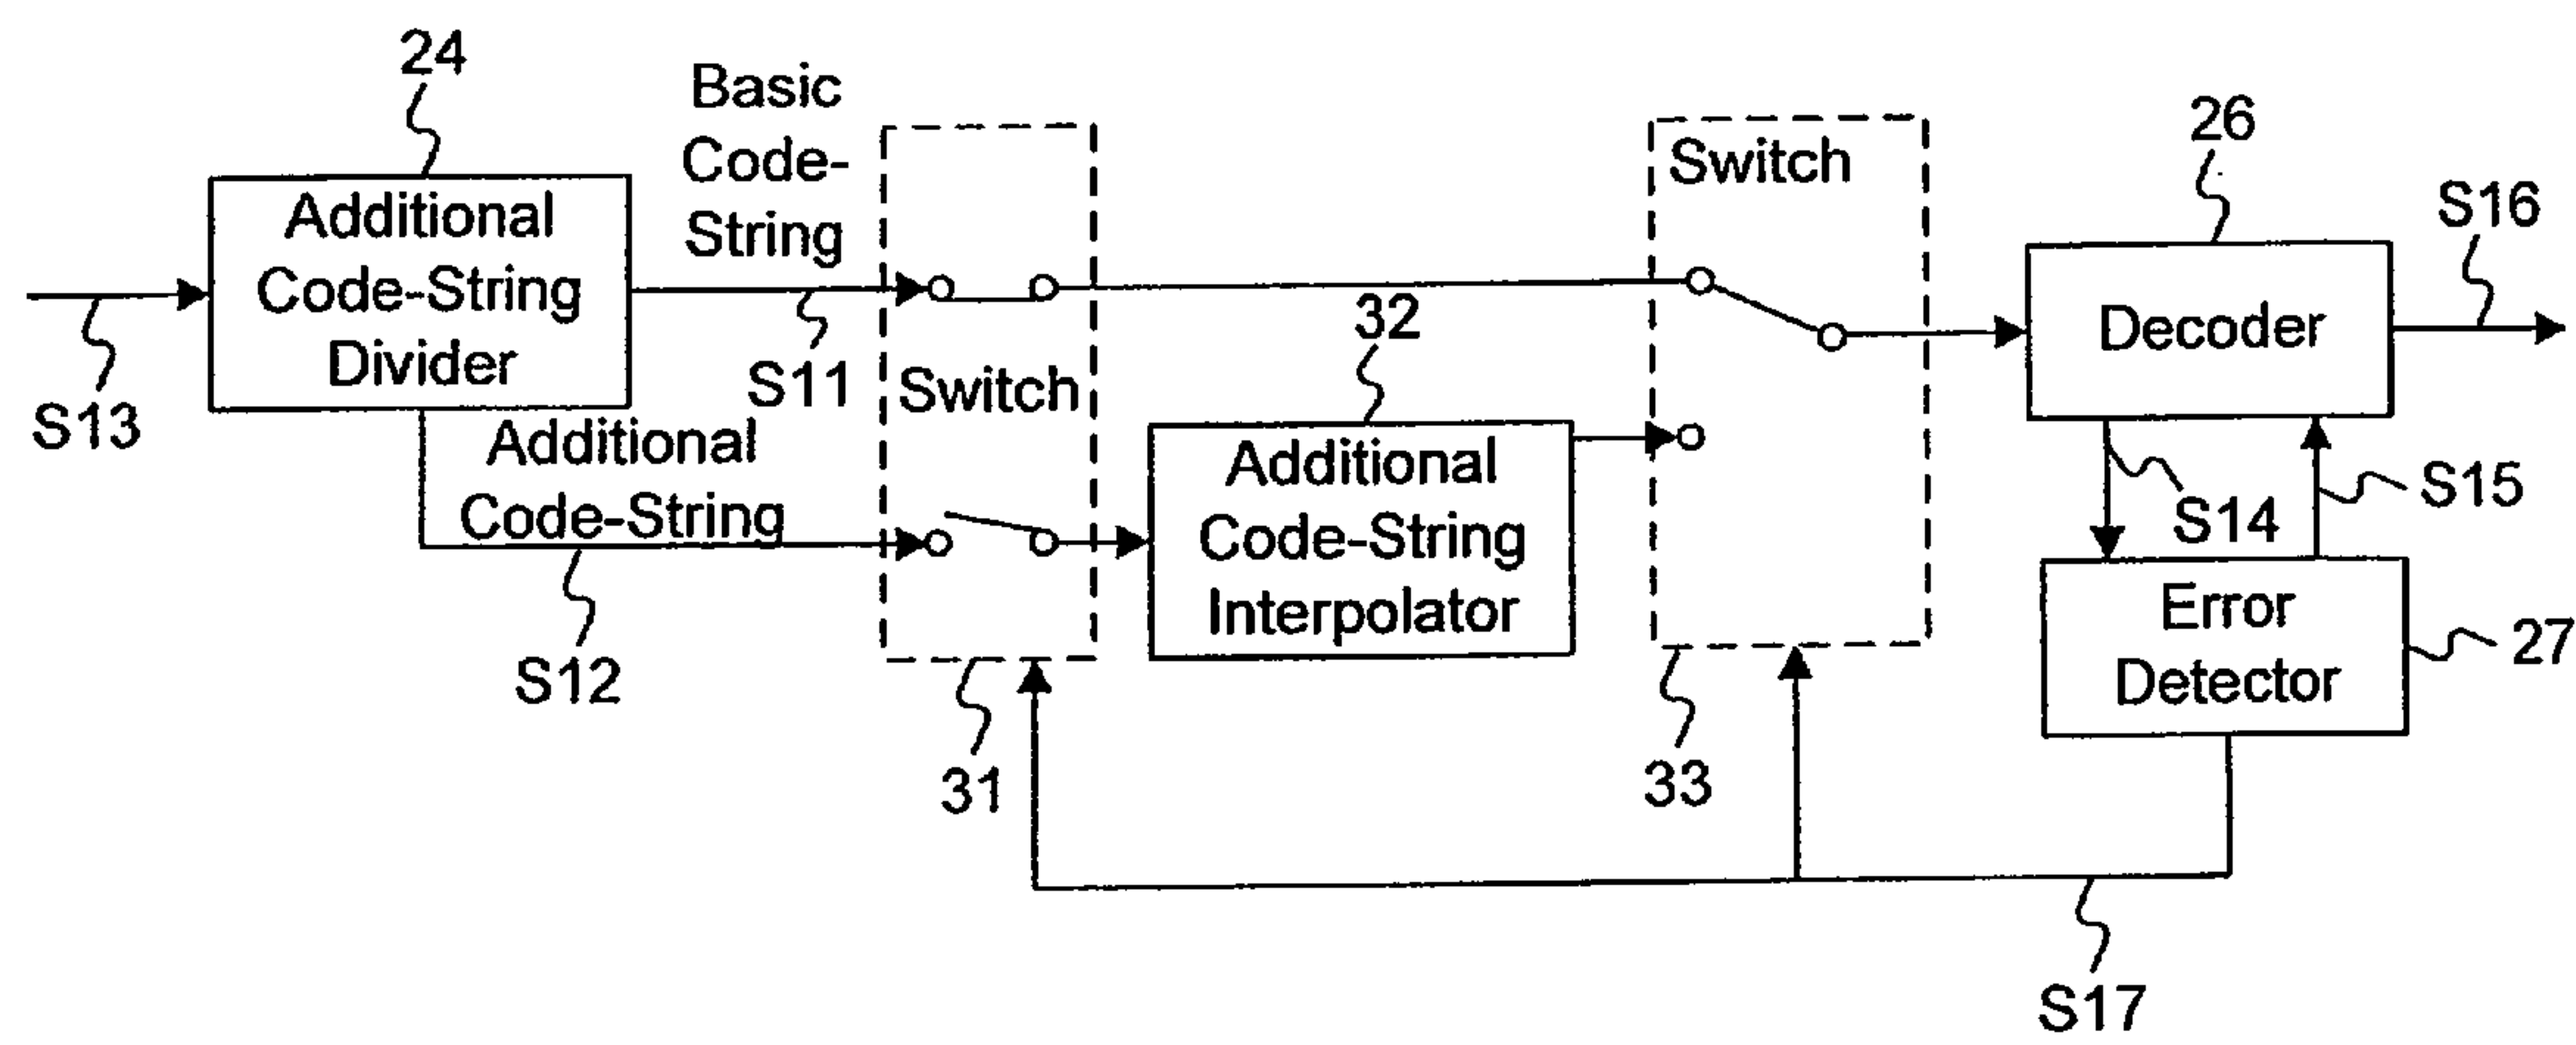 24
Basic
Code-
String
Switch
26
S16
Additional
Code-String
Divider
S13
S11
Switch
32
Decoder
Additional
Code-String
S12
Additional
Code-String
Interpolator
S14
S15
Error
Detector
27
31
33
S17